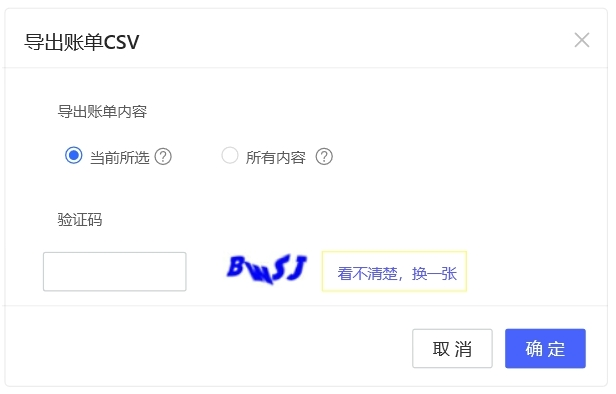 导出账单CSV
导出账单内容
当前所选 ? 所有内容 ?
验证码
BWSJ 看不清楚，换一张
取消 确定